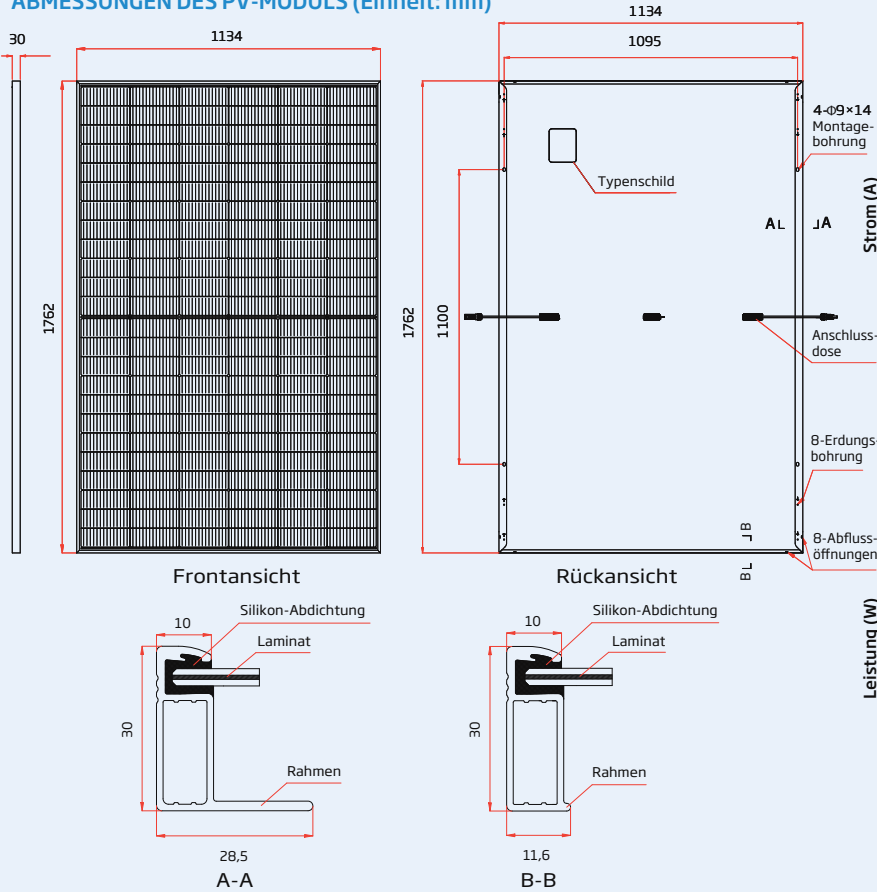 ABMESSUNGEN DES PV-MODULS (Einheit: mm)
30
1134
1762
Frontansicht
1134
1095
4-Φ9×14
Montage-
bohrung
Typenschild
A
A
1762
1100
Anschluss-
dose
8-Erdungs-
bohrung
B
B
8-Abfluss-
öffnungen
Rückansicht
Strom (A)
Leistung (W)
10
Silikon-Abdichtung
Laminat
30
Rahmen
28,5
A-A
10
Silikon-Abdichtung
Laminat
30
Rahmen
11,6
B-B